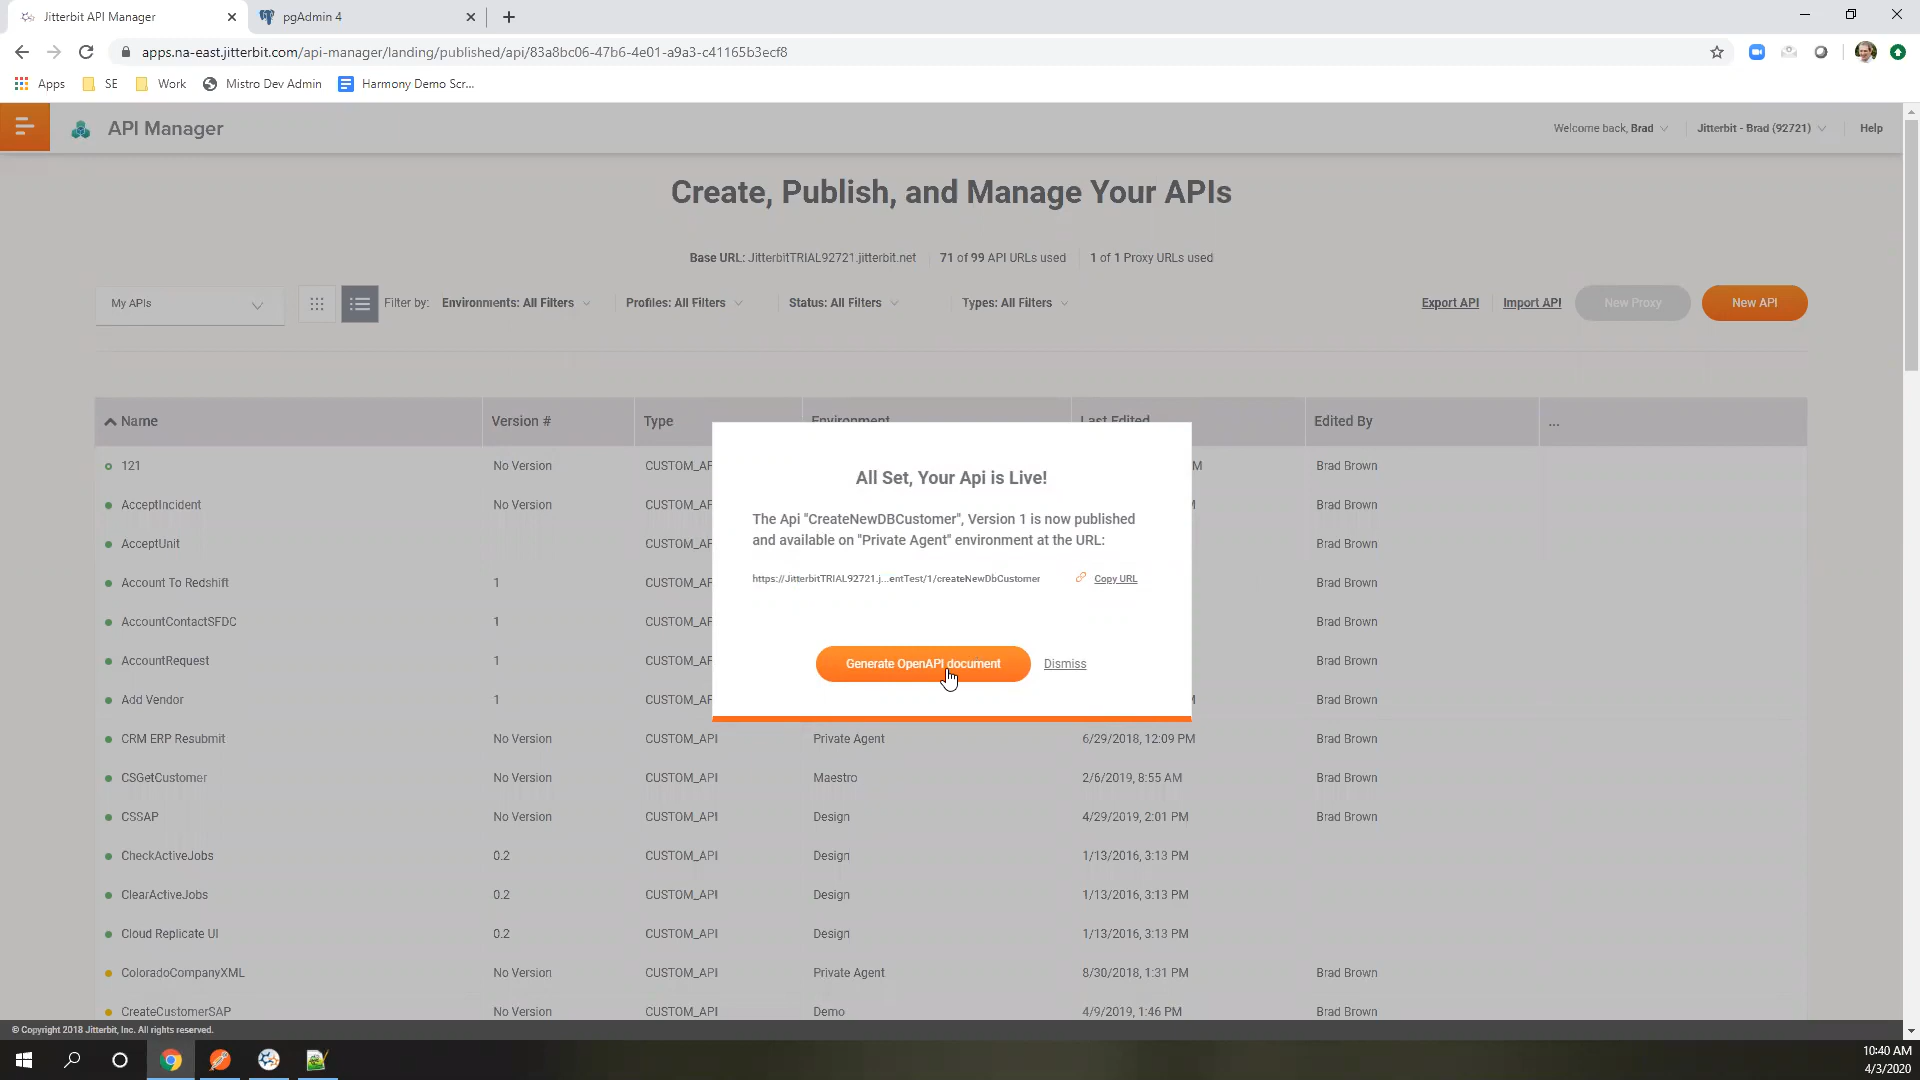 Jitterbit API Manager
pgAdmin 4
apps.na-east.jitterbit.com/api-manager/landing/published/api/83a8bc06-47b6-4e01-a9a3-c41165b3ecf8
Apps SE Work Mistro Dev Admin Harmony Demo Scr...
API Manager
Welcome back, Brad Jitterbit - Brad (92721) Help
Create, Publish, and Manage Your APIs
Base URL: JitterbitTRIAL92721.jitterbit.net 71 of 99 API URLs used 1 of 1 Proxy URLs used
My APIs Filter by: Environments: All Filters Profiles: All Filters Status: All Filters Types: All Filters Export API Import API New Proxy New API
Name Version # Type Environment Last Edited Edited By ...
121 No Version CUSTOM_AP M Brad Brown
AcceptIncident No Version CUSTOM_AP Brad Brown
AcceptUnit CUSTOM_AP Brad Brown
Account To Redshift 1 CUSTOM_AP Brad Brown
AccountContactSFDC 1 CUSTOM_AP Brad Brown
AccountRequest 1 CUSTOM_AP Brad Brown
Add Vendor 1 CUSTOM_AP Brad Brown
All Set, Your Api is Live!
The Api "CreateNewDBCustomer", Version 1 is now published
and available on "Private Agent" environment at the URL:
https://JitterbitTRIAL92721.j...entTest/1/createNewDbCustomer Copy URL
Generate OpenAPI document Dismiss
CRM ERP Resubmit No Version CUSTOM_API Private Agent 6/29/2018, 12:09 PM Brad Brown
CSGetCustomer No Version CUSTOM_API Maestro 2/6/2019, 8:55 AM Brad Brown
CSSAP No Version CUSTOM_API Design 4/29/2019, 2:01 PM Brad Brown
CheckActiveJobs 0.2 CUSTOM_API Design 1/13/2016, 3:13 PM
ClearActiveJobs 0.2 CUSTOM_API Design 1/13/2016, 3:13 PM
Cloud Replicate UI 0.2 CUSTOM_API Design 1/13/2016, 3:13 PM
ColoradoCompanyXML No Version CUSTOM_API Private Agent 8/30/2018, 1:31 PM Brad Brown
CreateCustomerSAP No Version CUSTOM_API Demo 4/9/2019, 1:46 PM Brad Brown
© Copyright 2018 Jitterbit, Inc. All rights reserved.
10:40 AM
4/3/2020